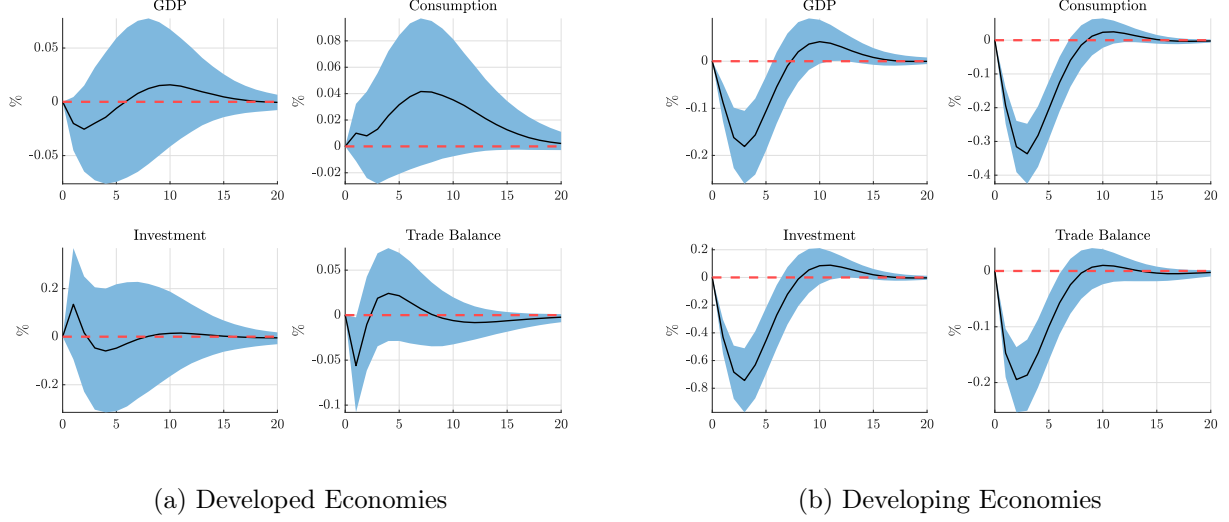 GDP
%
0.05
0
-0.05
0 5 10 15 20
Consumption
0.08
0.06
0.04
0.02
0
-0.02
0 5 10 15 20
Investment
%
0.2
0
-0.2
0 5 10 15 20
Trade Balance
0.05
0
-0.05
-0.1
0 5 10 15 20
(a) Developed Economies
GDP
%
0
-0.1
-0.2
0 5 10 15 20
Consumption
%
0
-0.1
-0.2
-0.3
-0.4
0 5 10 15 20
Investment
%
0.2
0
-0.2
-0.4
-0.6
-0.8
0 5 10 15 20
Trade Balance
%
0
-0.1
-0.2
0 5 10 15 20
(b) Developing Economies